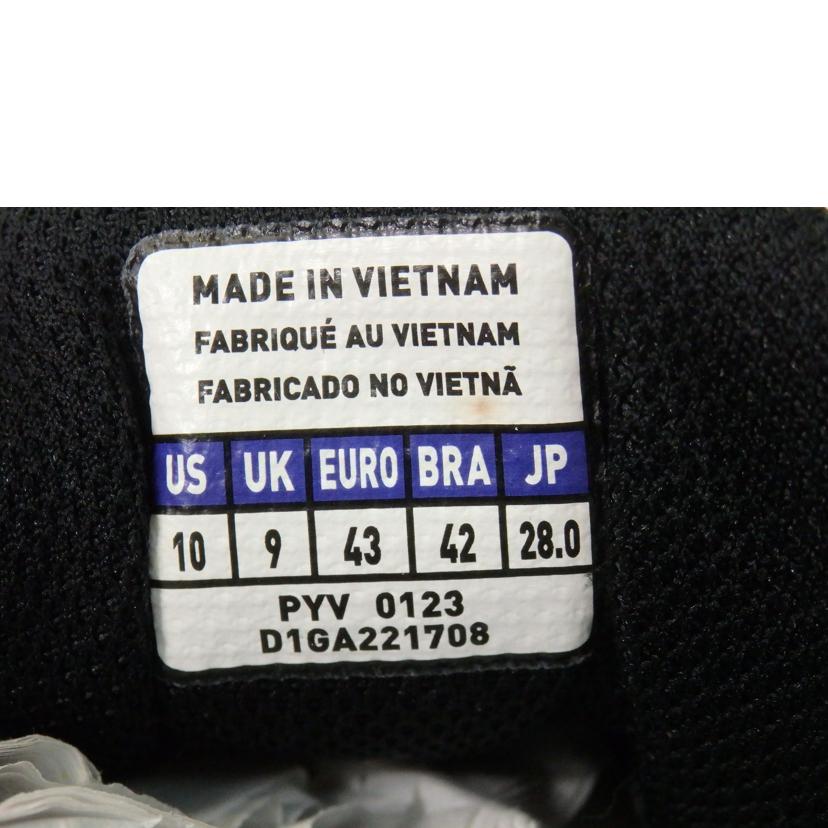 MADE IN VIETNAM
FABRIQUÉ AU VIETNAM
FABRICADO NO VIETNÃ
US UK EURO BRA JP
10 9 43 42 28.0
PYV 0123
D1GA221708